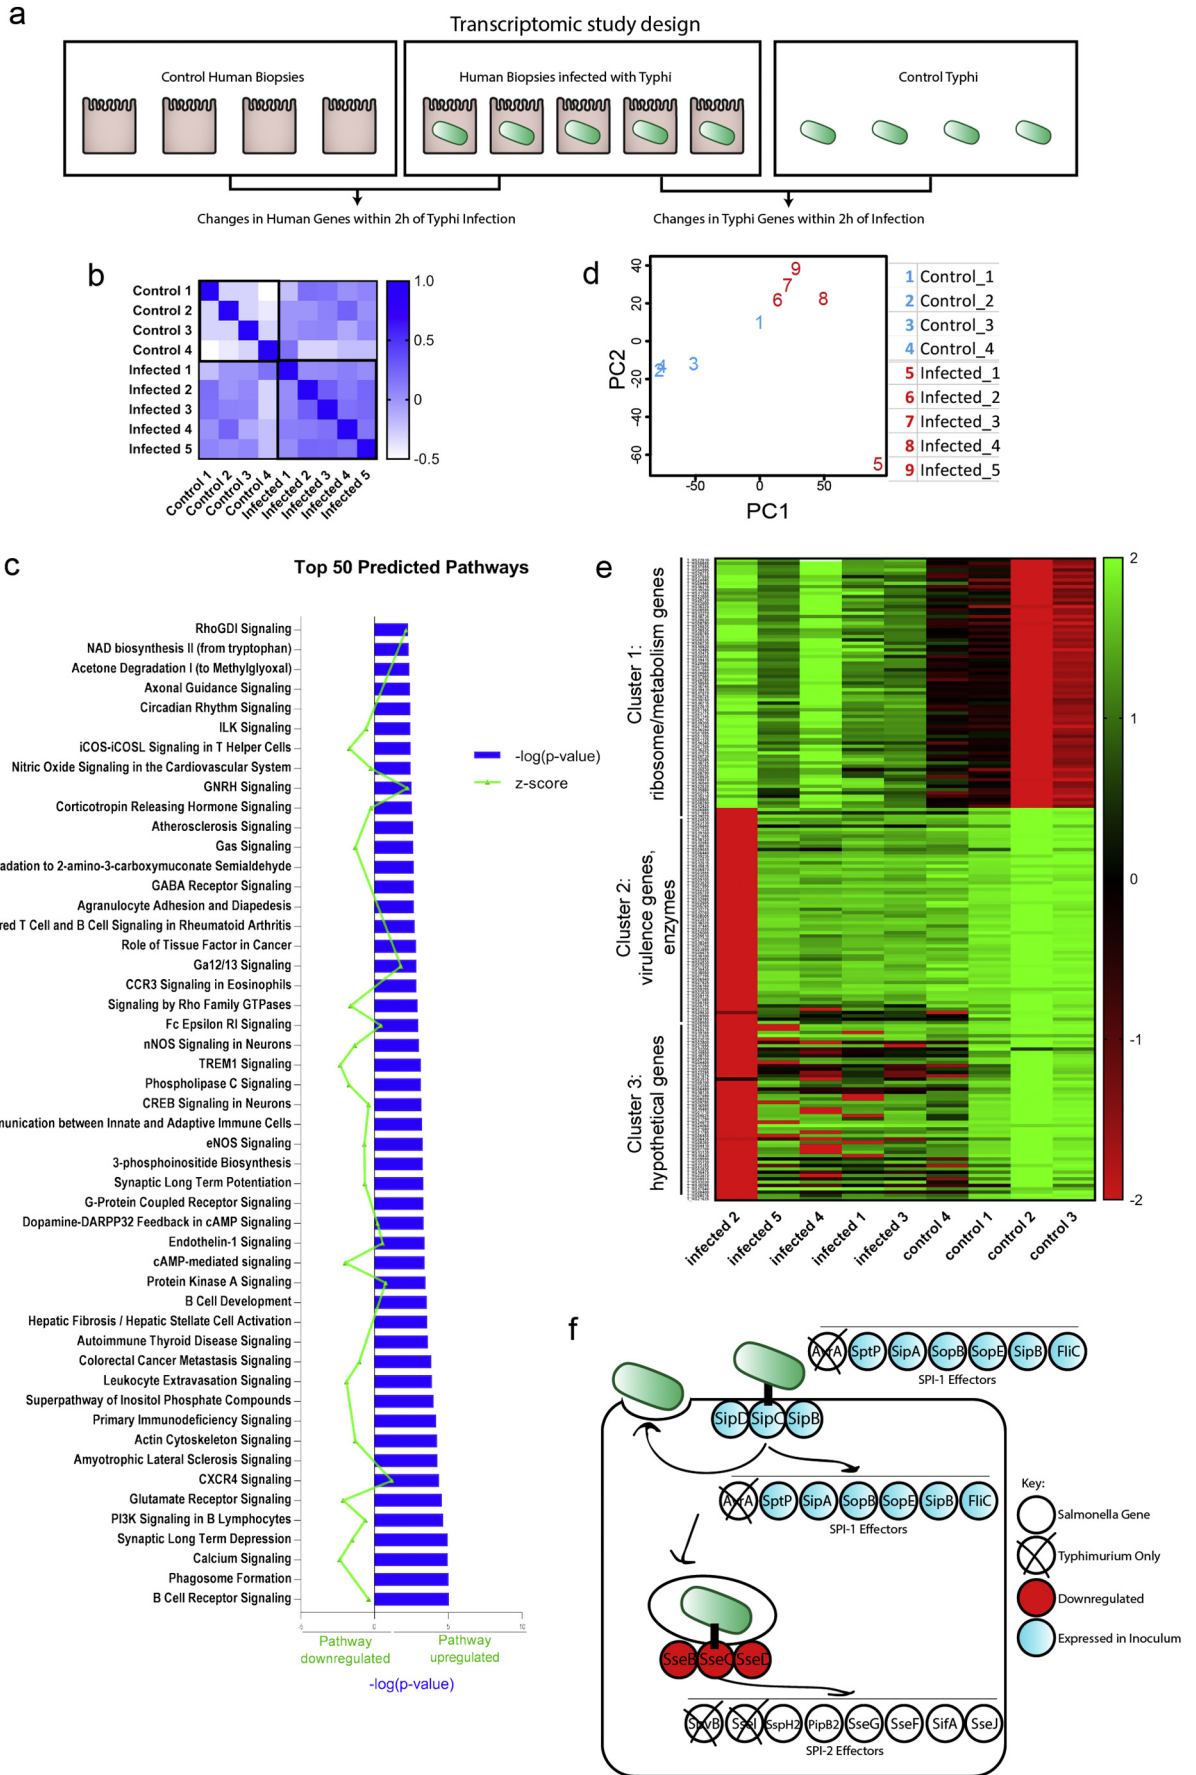 a
Transcriptomic study design
Control Human Biopsies
Human Biopsies infected with Typhi
Control Typhi
Changes in Human Genes within 2h of Typhi Infection
Changes in Typhi Genes within 2h of Infection
b
Control 1
Control 2
Control 3
Control 4
Infected 1
Infected 2
Infected 3
Infected 4
Infected 5
Control 1
Control 2
Control 3
Control 4
Infected 1
Infected 2
Infected 3
Infected 4
Infected 5
1.0
0.5
0
-0.5
d
PC2
40
20
0
-20
-40
-60
-50
0
50
PC1
1
2
3
4
5
6
7
8
9
1 Control_1
2 Control_2
3 Control_3
4 Control_4
5 Infected_1
6 Infected_2
7 Infected_3
8 Infected_4
9 Infected_5
c
Top 50 Predicted Pathways
RhoGDI Signaling
NAD biosynthesis II (from tryptophan)
Acetone Degradation I (to Methylglyoxal)
Axonal Guidance Signaling
Circadian Rhythm Signaling
ILK Signaling
iCOS-iCOSL Signaling in T Helper Cells
Nitric Oxide Signaling in the Cardiovascular System
GNRH Signaling
Corticotropin Releasing Hormone Signaling
Atherosclerosis Signaling
Gas Signaling
adation to 2-amino-3-carboxymuconate Semialdehyde
GABA Receptor Signaling
Agranulocyte Adhesion and Diapedesis
red T Cell and B Cell Signaling in Rheumatoid Arthritis
Role of Tissue Factor in Cancer
Ga12/13 Signaling
CCR3 Signaling in Eosinophils
Signaling by Rho Family GTPases
Fc Epsilon RI Signaling
nNOS Signaling in Neurons
TREM1 Signaling
Phospholipase C Signaling
CREB Signaling in Neurons
nunication between Innate and Adaptive Immune Cells
eNOS Signaling
3-phosphoinositide Biosynthesis
Synaptic Long Term Potentiation
G-Protein Coupled Receptor Signaling
Dopamine-DARPP32 Feedback in cAMP Signaling
Endothelin-1 Signaling
cAMP-mediated signaling
Protein Kinase A Signaling
B Cell Development
Hepatic Fibrosis / Hepatic Stellate Cell Activation
Autoimmune Thyroid Disease Signaling
Colorectal Cancer Metastasis Signaling
Leukocyte Extravasation Signaling
Superpathway of Inositol Phosphate Compounds
Primary Immunodeficiency Signaling
Actin Cytoskeleton Signaling
Amyotrophic Lateral Sclerosis Signaling
CXCR4 Signaling
Glutamate Receptor Signaling
PI3K Signaling in B Lymphocytes
Synaptic Long Term Depression
Calcium Signaling
Phagosome Formation
B Cell Receptor Signaling
-log(p-value)
z-score
-5
0
5
10
Pathway downregulated
Pathway upregulated
-log(p-value)
e
Cluster 1:
ribosome/metabolism genes
Cluster 2:
virulence genes,
enzymes
Cluster 3:
hypothetical genes
infected 2
infected 5
infected 4
infected 1
infected 3
control 4
control 1
control 2
control 3
2
1
0
-1
-2
f
AvrA SptP SipA SopB SopE SipB FliC
SPI-1 Effectors
SipD SipC SipB
AvrA SptP SipA SopB SopE SipB FliC
SPI-1 Effectors
SseB SseC SseD
SpvB SseI SspH2 PipB2 SseG SseF SifA SseJ
SPI-2 Effectors
Key:
Salmonella Gene
Typhimurium Only
Downregulated
Expressed in Inoculum